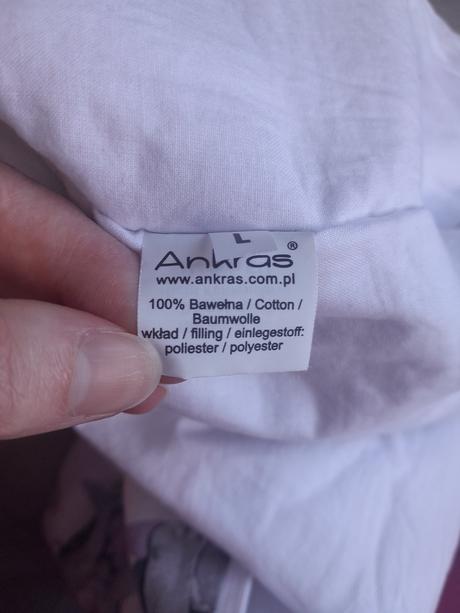 L
Ankras®
www.ankras.com.pl
100% Bawełna / Cotton /
Baumwolle
wkład / filling / einlegestoff:
poliester / polyester